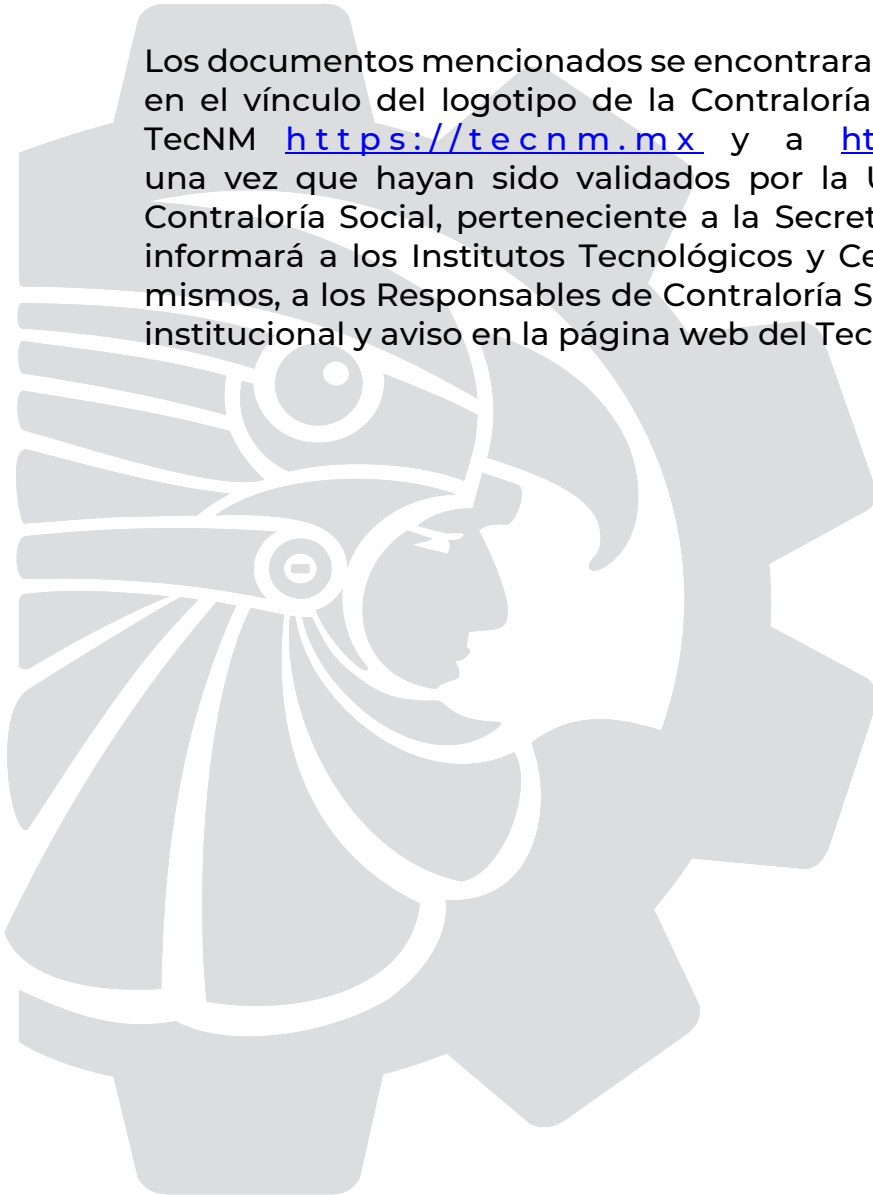 Los documentos mencionados se encontrara
en el vínculo del logotipo de la Contraloría
TecNM https://tecnm.mx y a ht
una vez que hayan sido validados por la U
Contraloría Social, perteneciente a la Secret
informará a los Institutos Tecnológicos y Ce
mismos, a los Responsables de Contraloría S
institucional y aviso en la página web del Tec